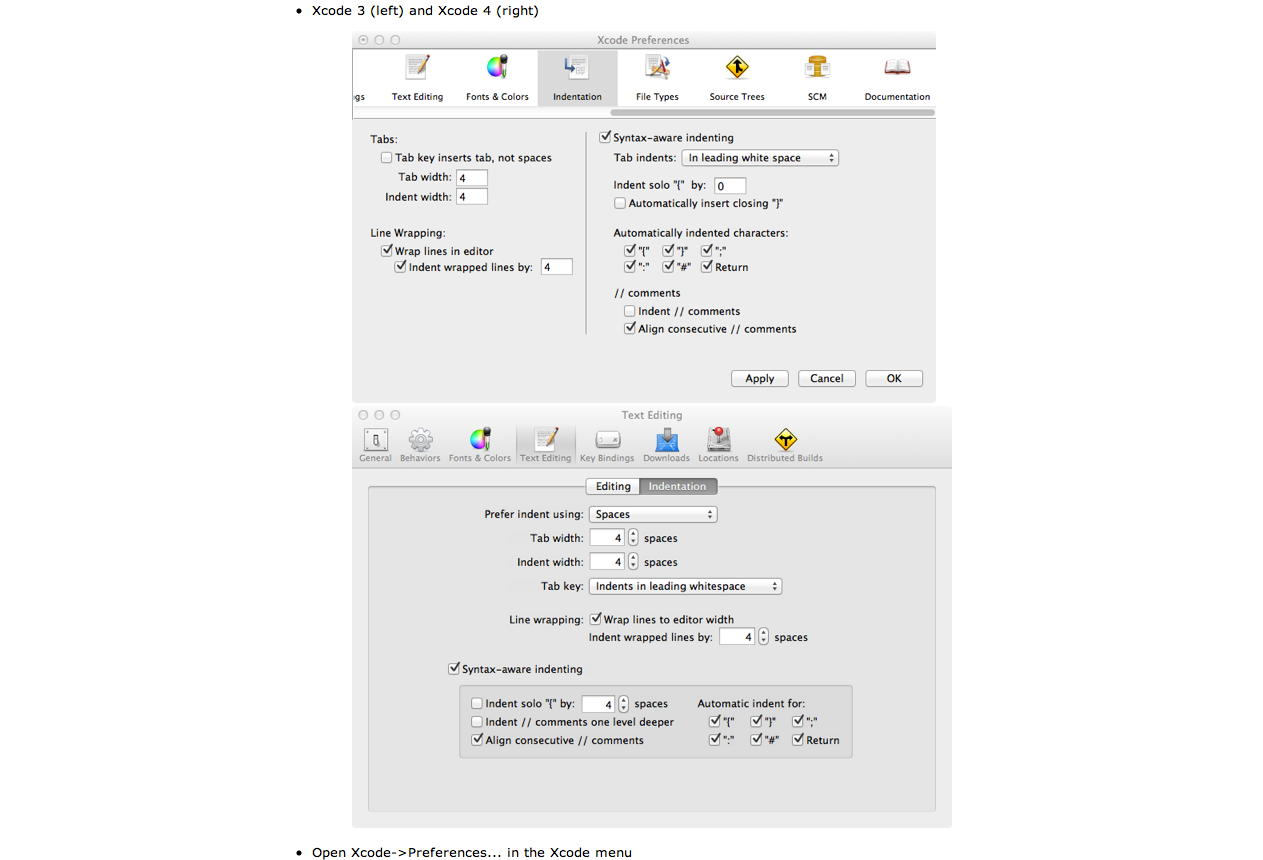 Xcode 3 (left) and Xcode 4 (right)
Xcode Preferences
gs Text Editing Fonts & Colors Indentation File Types Source Trees SCM Documentation
Tabs:
Tab key inserts tab, not spaces
Tab width: 4
Indent width: 4
Line Wrapping:
Wrap lines in editor
Indent wrapped lines by: 4
Syntax-aware indenting
Tab indents: In leading white space
Indent solo "{" by: 0
Automatically insert closing "}"
Automatically indented characters:
"{" "}" ";"
":" "#" Return
// comments
Indent // comments
Align consecutive // comments
Apply Cancel OK
Text Editing
General Behaviors Fonts & Colors Text Editing Key Bindings Downloads Locations Distributed Builds
Editing Indentation
Prefer indent using: Spaces
Tab width: 4 spaces
Indent width: 4 spaces
Tab key: Indents in leading whitespace
Line wrapping: Wrap lines to editor width
Indent wrapped lines by: 4 spaces
Syntax-aware indenting
Indent solo "{" by: 4 spaces
Indent // comments one level deeper
Align consecutive // comments
Automatic indent for:
"{" "}" ";"
":" "#" Return
Open Xcode->Preferences... in the Xcode menu